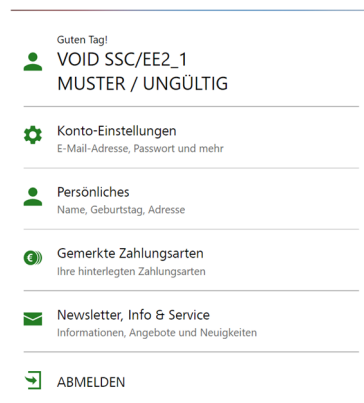 Guten Tag!
VOID SSC/EE2_1
MUSTER / UNGÜLTIG
Konto-Einstellungen
E-Mail-Adresse, Passwort und mehr
Persönliches
Name, Geburtstag, Adresse
Gemerkte Zahlungsarten
Ihre hinterlegten Zahlungsarten
Newsletter, Info & Service
Informationen, Angebote und Neuigkeiten
ABMELDEN